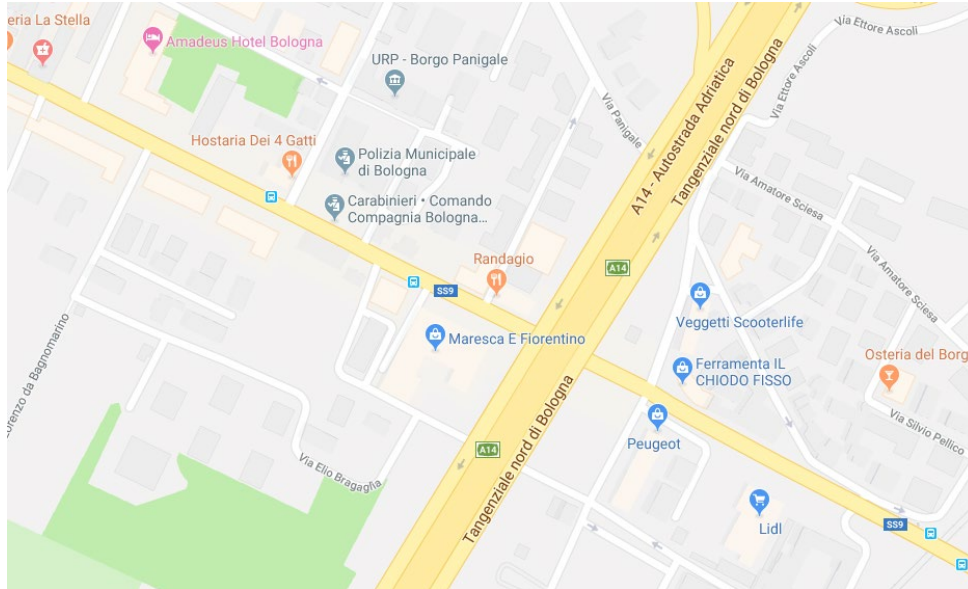 eria La Stella
Amadeus Hotel Bologna
Via Ettore Ascoli
URP - Borgo Panigale
Via Ettore Ascoli
Via Panigale
A14 - Autostrada Adriatica
Tangenziale nord di Bologna
Hostaria Dei 4 Gatti
Polizia Municipale
di Bologna
Via Amatore Sciesa
Carabinieri • Comando
Compagnia Bologna...
Randagio
A14
Via Amatore Sciesa
SS9
Veggetti Scooterlife
Maresca E Fiorentino
Lorenzo da Bagnomarino
Ferramenta IL
CHIODO FISSO
Osteria del Borg
Via Silvio Pellico
Peugeot
A14
Tangenziale nord di Bologna
Via Elio Bragaglia
Lidl
SS9